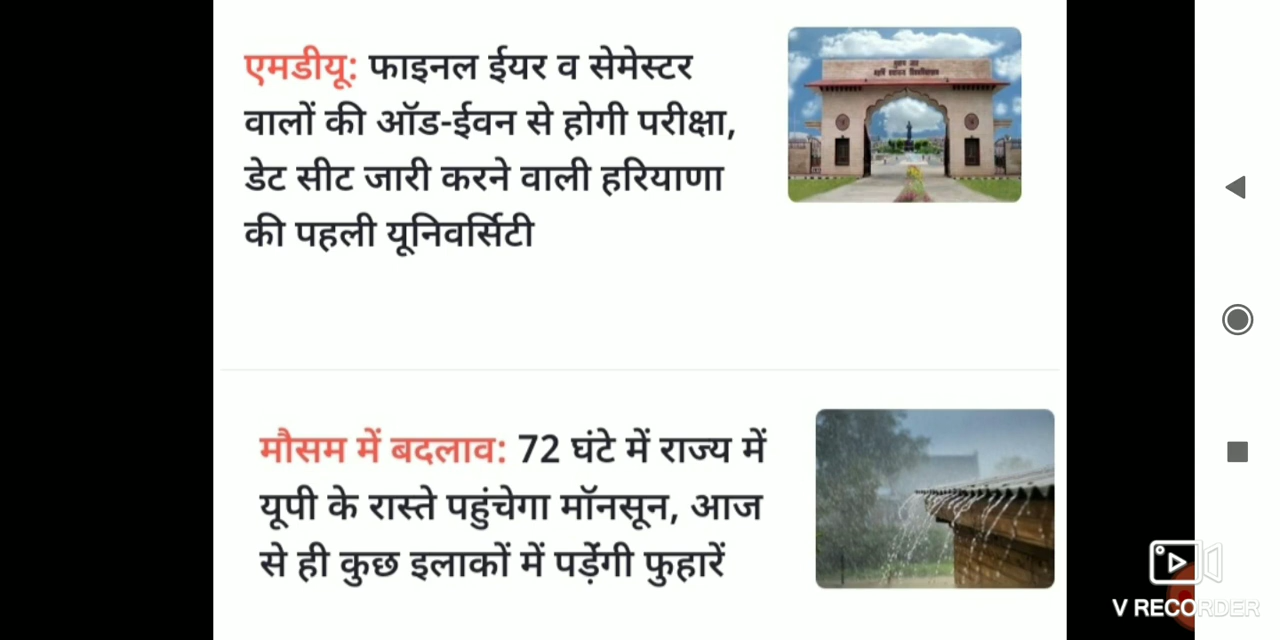 एमडीयू: फाइनल ईयर व सेमेस्टर
वालों की ऑड-ईवन से होगी परीक्षा,
डेट सीट जारी करने वाली हरियाणा
की पहली यूनिवर्सिटी
मौसम में बदलाव: 72 घंटे में राज्य में
यूपी के रास्ते पहुंचेगा मॉनसून, आज
से ही कुछ इलाकों में पड़ेंगी फुहारें
V RECORDER